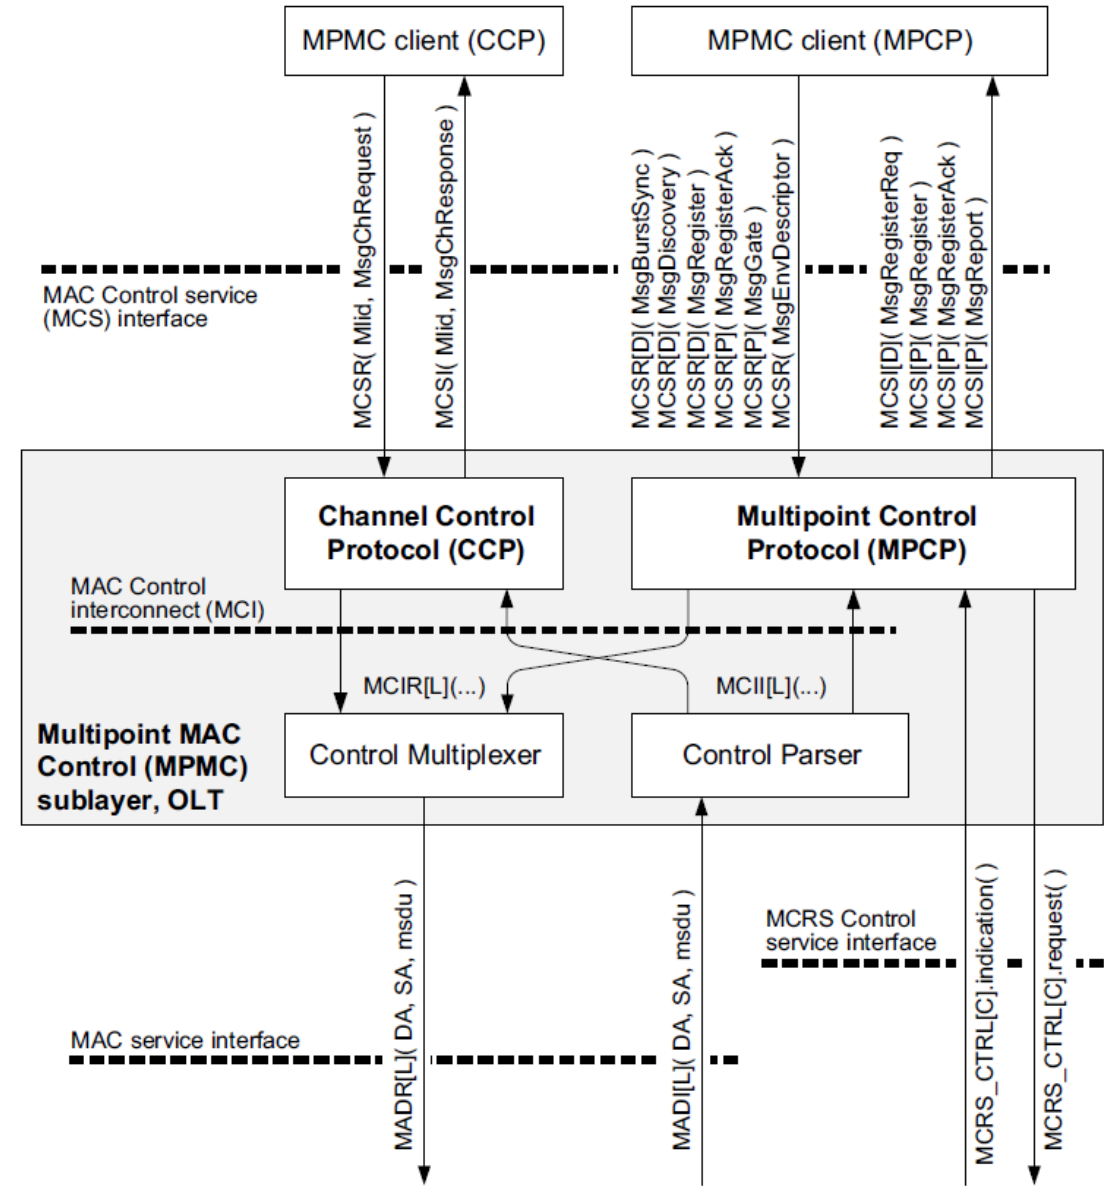 MPMC client (CCP)
MPMC client (MPCP)
MCSR( Mlid, MsgChRequest )
MCSI( Mlid, MsgChResponse )
MCSR[D]( MsgBurstSync )
MCSR[D]( MsgDiscovery )
MCSR[D]( MsgRegister )
MCSR[P]( MsgRegisterAck )
MCSR[P]( MsgGate )
MCSR( MsgEnvDescriptor )
MCSI[D]( MsgRegisterReq )
MCSI[P]( MsgRegister )
MCSI[P]( MsgRegisterAck )
MCSI[P]( MsgReport )
MAC Control service
(MCS) interface
Channel Control
Protocol (CCP)
Multipoint Control
Protocol (MPCP)
MAC Control
interconnect (MCI)
MCIR[L](...)
MCII[L](...)
Multipoint MAC
Control (MPMC)
sublayer, OLT
Control Multiplexer
Control Parser
MADR[L]( DA, SA, msdu )
MADI[L]( DA, SA, msdu )
MCRS Control
service interface
MCRS_CTRL[C].indication( )
MCRS_CTRL[C].request( )
MAC service interface